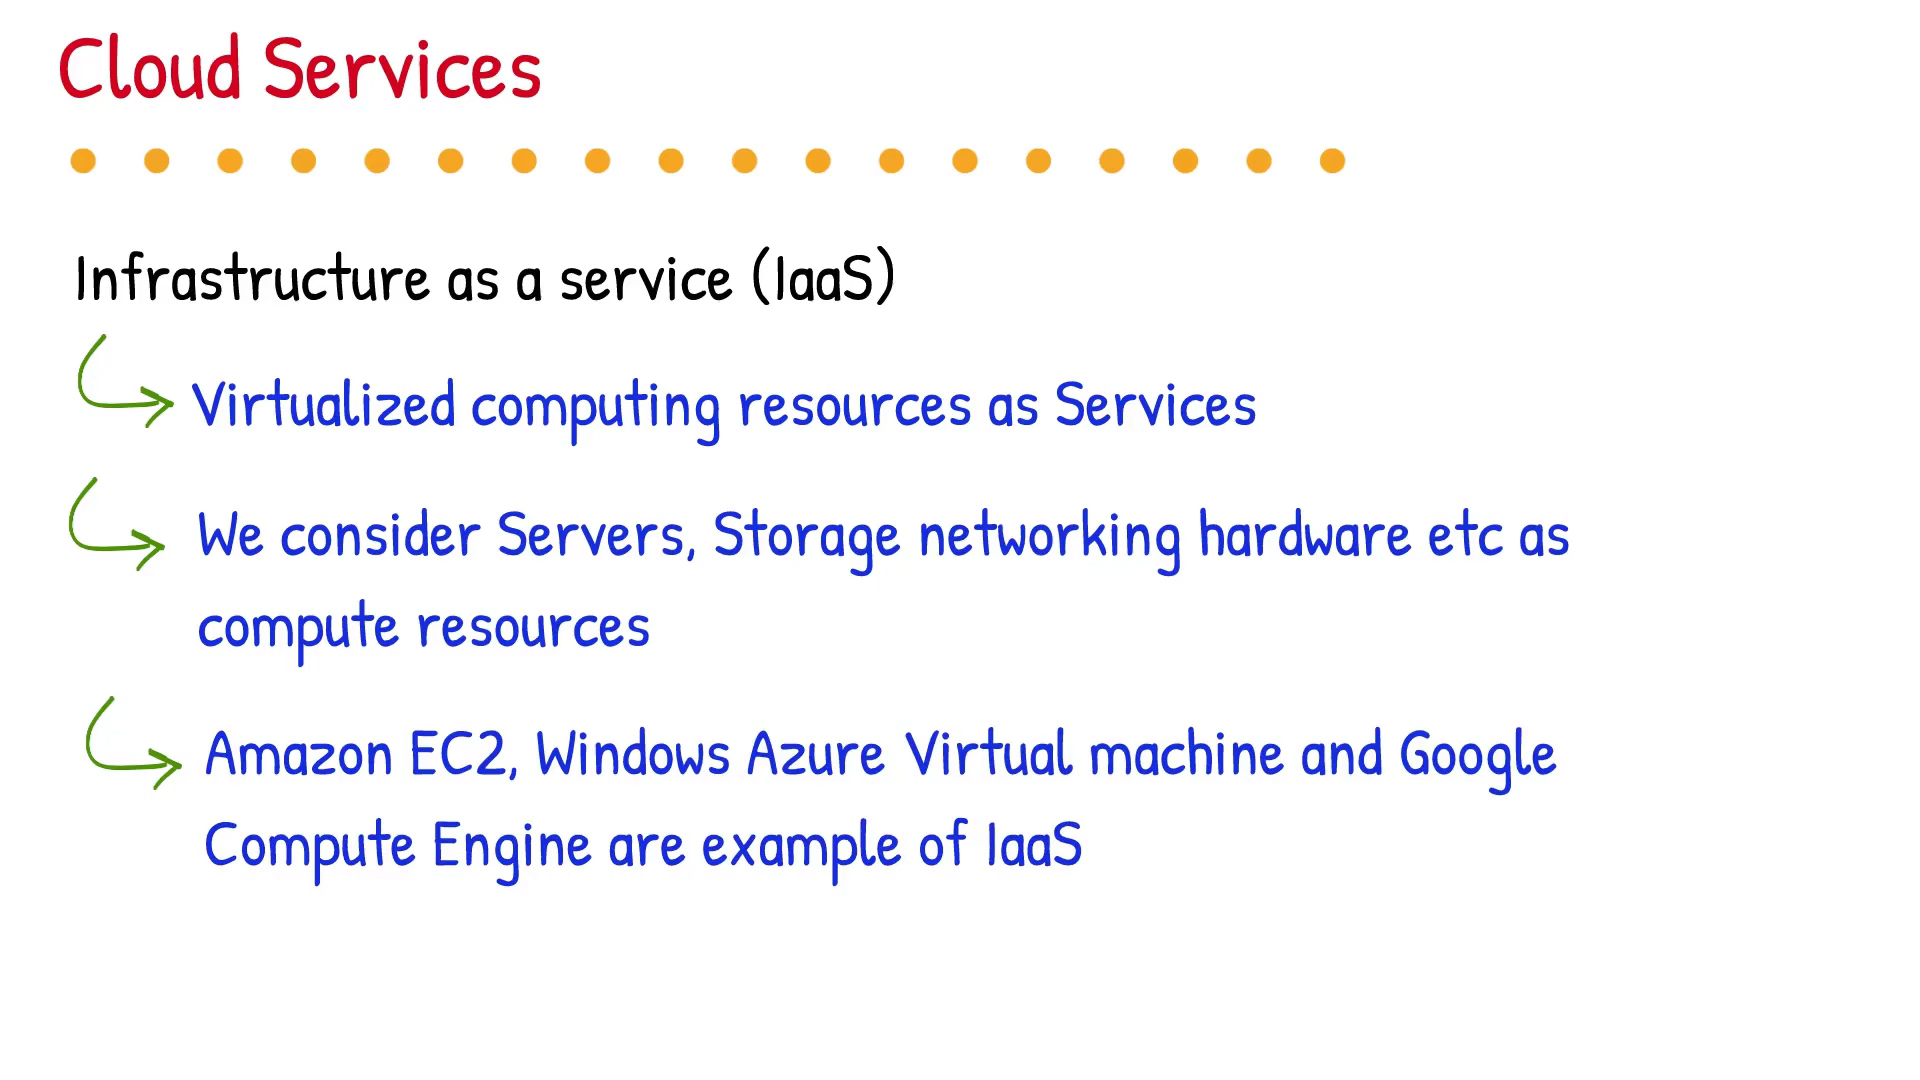 Cloud Services
Infrastructure as a service (IaaS)
Virtualized computing resources as Services
We consider Servers, Storage networking hardware etc as
compute resources
Amazon EC2, Windows Azure Virtual machine and Google
Compute Engine are example of IaaS